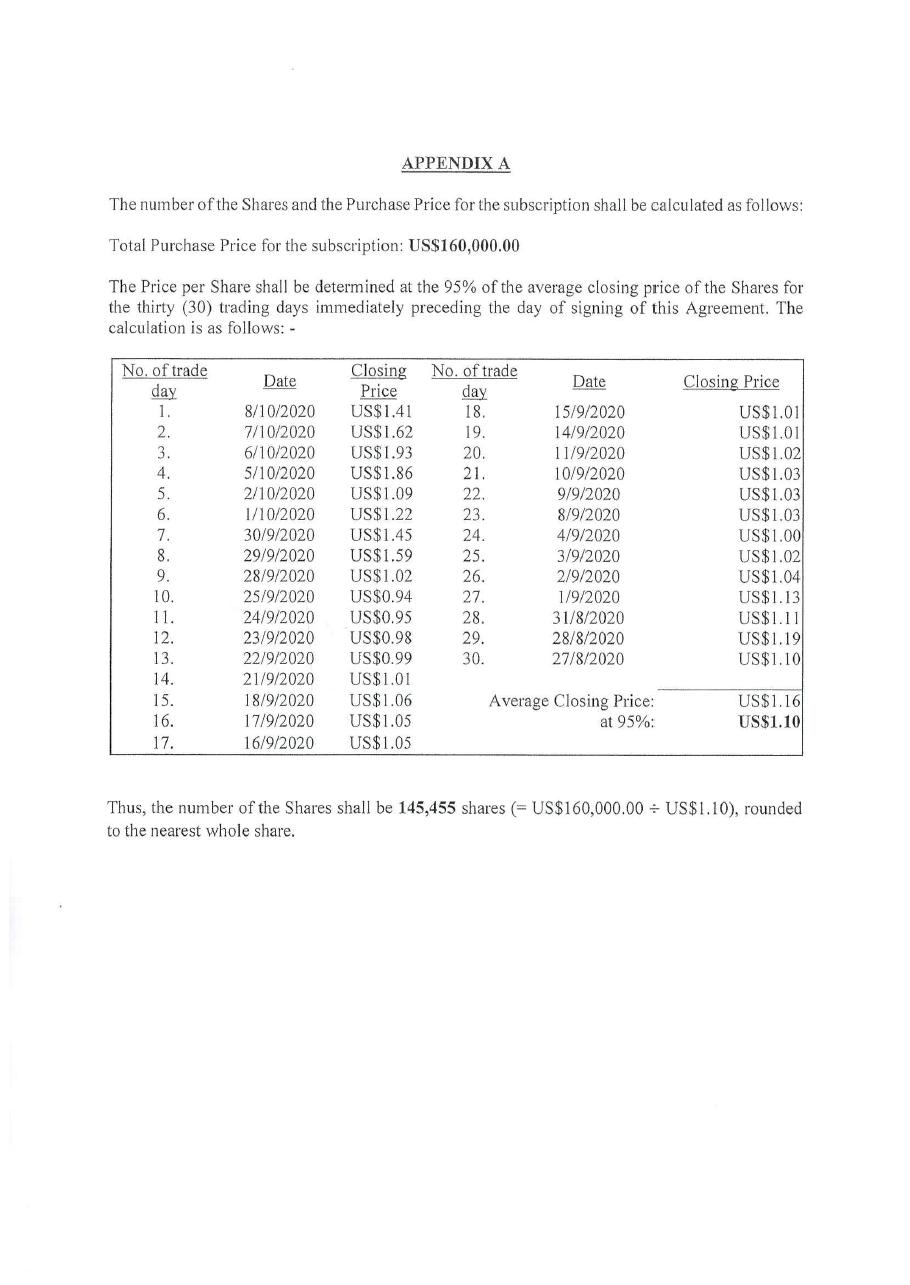 APPENDIX A
The number of the Shares and the Purchase Price for the subscription shall be calculated as follows:
Total Purchase Price for the subscription: US$160,000.00
The Price per Share shall be determined at the 95% of the average closing price of the Shares for
the thirty (30) trading days immediately preceding the day of signing of this Agreement. The
calculation is as follows: -
No. of trade day Date Closing Price No. of trade day Date Closing Price
1. 8/10/2020 US$1.41 18. 15/9/2020 US$1.01
2. 7/10/2020 US$1.62 19. 14/9/2020 US$1.01
3. 6/10/2020 US$1.93 20. 11/9/2020 US$1.02
4. 5/10/2020 US$1.86 21. 10/9/2020 US$1.03
5. 2/10/2020 US$1.09 22. 9/9/2020 US$1.03
6. 1/10/2020 US$1.22 23. 8/9/2020 US$1.03
7. 30/9/2020 US$1.45 24. 4/9/2020 US$1.00
8. 29/9/2020 US$1.59 25. 3/9/2020 US$1.02
9. 28/9/2020 US$1.02 26. 2/9/2020 US$1.04
10. 25/9/2020 US$0.94 27. 1/9/2020 US$1.13
11. 24/9/2020 US$0.95 28. 31/8/2020 US$1.11
12. 23/9/2020 US$0.98 29. 28/8/2020 US$1.19
13. 22/9/2020 US$0.99 30. 27/8/2020 US$1.10
14. 21/9/2020 US$1.01
15. 18/9/2020 US$1.06 Average Closing Price: US$1.16
16. 17/9/2020 US$1.05 at 95%: US$1.10
17. 16/9/2020 US$1.05
Thus, the number of the Shares shall be 145,455 shares (= US$160,000.00 ÷ US$1.10), rounded
to the nearest whole share.